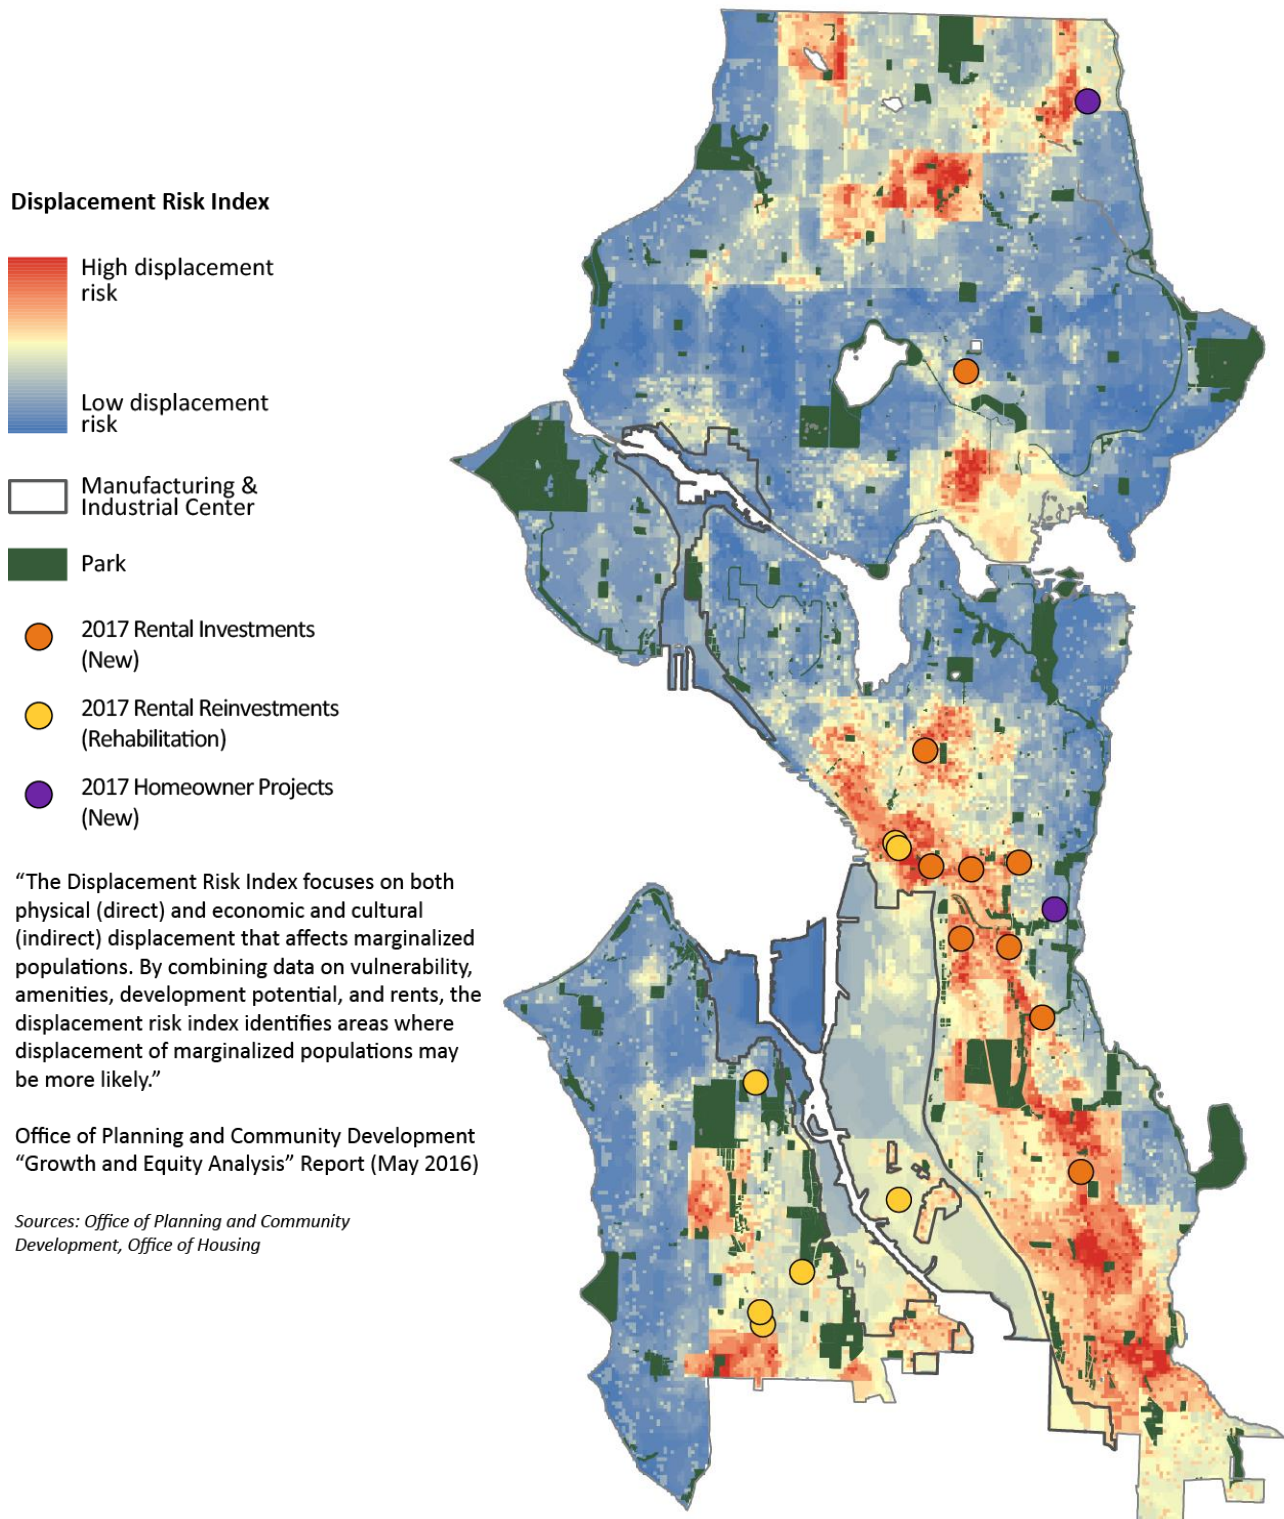 Displacement Risk Index
High displacement
risk
Low displacement
risk
Manufacturing &
Industrial Center
Park
2017 Rental Investments
(New)
2017 Rental Reinvestments
(Rehabilitation)
2017 Homeowner Projects
(New)
“The Displacement Risk Index focuses on both
physical (direct) and economic and cultural
(indirect) displacement that affects marginalized
populations. By combining data on vulnerability,
amenities, development potential, and rents, the
displacement risk index identifies areas where
displacement of marginalized populations may
be more likely.”
Office of Planning and Community Development
“Growth and Equity Analysis” Report (May 2016)
Sources: Office of Planning and Community
Development, Office of Housing